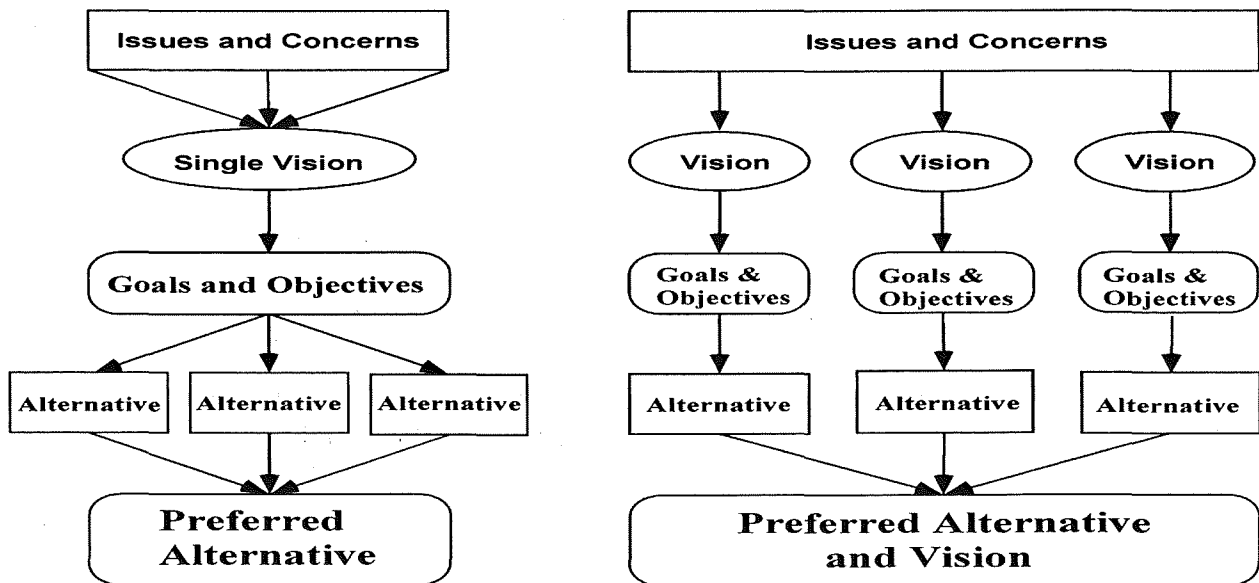 Issues and Concerns
Single Vision
Goals and Objectives
Alternative
Alternative
Alternative
Preferred
Alternative
Issues and Concerns
Vision
Vision
Vision
Goals &
Objectives
Goals &
Objectives
Goals &
Objectives
Alternative
Alternative
Alternative
Preferred Alternative
and Vision